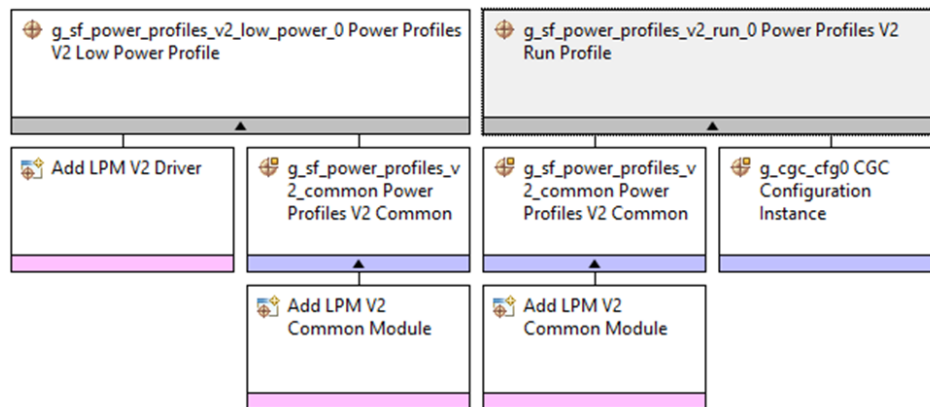 g_sf_power_profiles_v2_low_power_0 Power Profiles
V2 Low Power Profile
g_sf_power_profiles_v2_run_0 Power Profiles V2
Run Profile
Add LPM V2 Driver
g_sf_power_profiles_v
2_common Power
Profiles V2 Common
g_sf_power_profiles_v
2_common Power
Profiles V2 Common
g_cgc_cfg0 CGC
Configuration
Instance
Add LPM V2
Common Module
Add LPM V2
Common Module